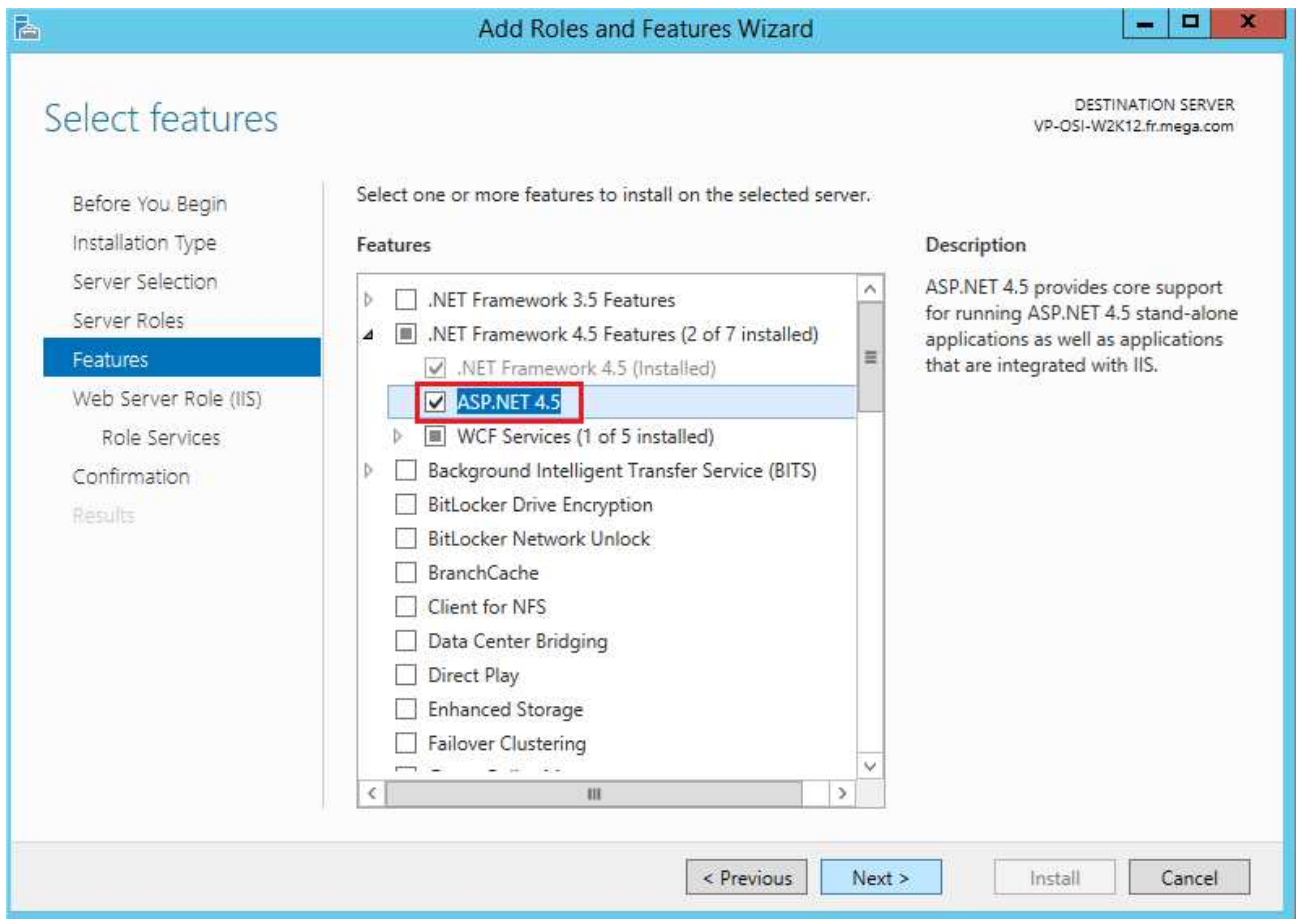 Add Roles and Features Wizard
Select features
DESTINATION SERVER
VP-OSI-W2K12.fr.mega.com
Before You Begin
Installation Type
Server Selection
Server Roles
Features
Web Server Role (IIS)
Role Services
Confirmation
Results
Select one or more features to install on the selected server.
Features
.NET Framework 3.5 Features
.NET Framework 4.5 Features (2 of 7 installed)
.NET Framework 4.5 (Installed)
ASP.NET 4.5
WCF Services (1 of 5 installed)
Background Intelligent Transfer Service (BITS)
BitLocker Drive Encryption
BitLocker Network Unlock
BranchCache
Client for NFS
Data Center Bridging
Direct Play
Enhanced Storage
Failover Clustering
Description
ASP.NET 4.5 provides core support
for running ASP.NET 4.5 stand-alone
applications as well as applications
that are integrated with IIS.
< Previous
Next >
Install
Cancel